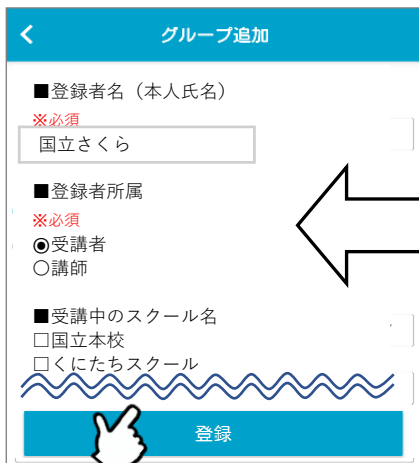 グループ追加
■登録者名（本人氏名）
※必須
国立さくら
■登録者所属
※必須
◉受講者
○講師
■受講中のスクール名
□国立本校
□くにたちスクール
登録